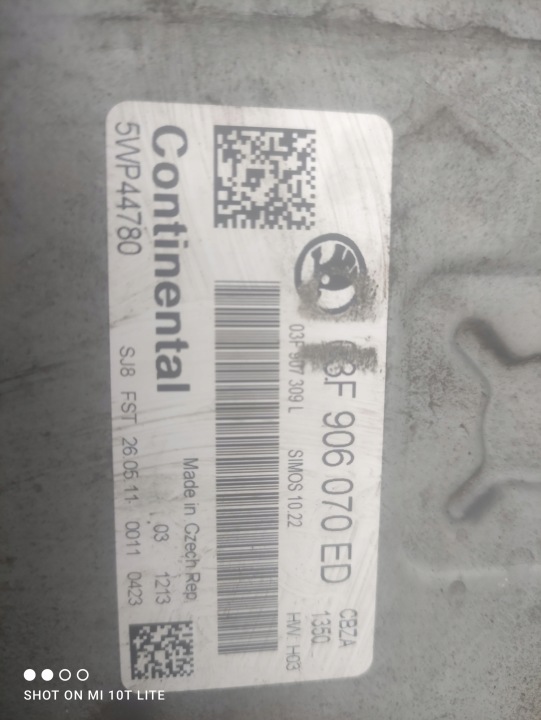 03F 906 070 ED CBZA
03F 907 309 L SIMOS 10.22 1350 HW: H03
Made in Czech Rep.
Continental 03 1213
5WP44780 SJ8 FST 26.05.11 0011 0423
SHOT ON MI 10T LITE